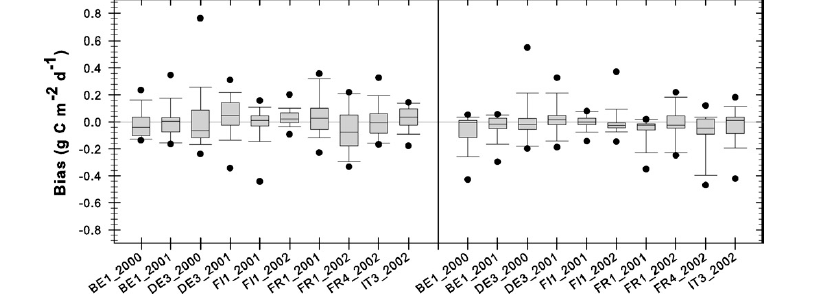 0.8
0.6
0.4
0.2
0.0
-0.2
-0.4
-0.6
-0.8
Bias (g C m-2 d-1)
BE1_2000
BE1_2001
DE3_2000
DE3_2001
FI1_2001
FI1_2002
FR1_2001
FR1_2002
FR4_2002
IT3_2002
BE1_2000
BE1_2001
DE3_2000
DE3_2001
FI1_2001
FI1_2002
FR1_2001
FR1_2002
FR4_2002
IT3_2002